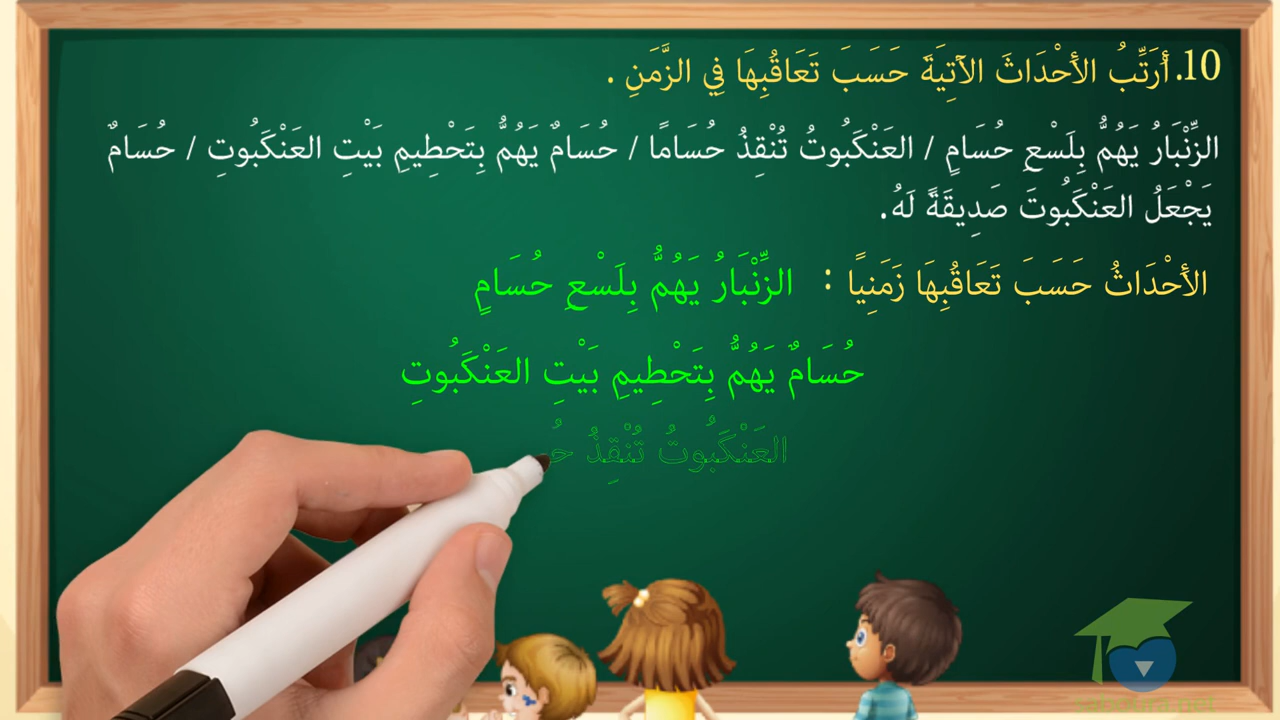 10.أُرَتِّبُ الأَحْدَاثَ الآتِيَةَ حَسَبَ تَعَاقُبِهَا فِي الزَّمَنِ .
الزِّنْبَارُ يَهُمُّ بِلَسْعِ حُسَامٍ / العَنْكَبُوتُ تُنْقِذُ حُسَامًا / حُسَامٌ يَهُمُّ بِتَحْطِيمِ بَيْتِ العَنْكَبُوتِ / حُسَامٌ
يَجْعَلُ العَنْكَبُوتَ صَدِيقَةً لَهُ.
الأَحْدَاثُ حَسَبَ تَعَاقُبِهَا زَمَنِيًا : الزِّنْبَارُ يَهُمُّ بِلَسْعِ حُسَامٍ
حُسَامٌ يَهُمُّ بِتَحْطِيمِ بَيْتِ العَنْكَبُوتِ
العَنْكَبُوتُ تُنْقِذُ حُ